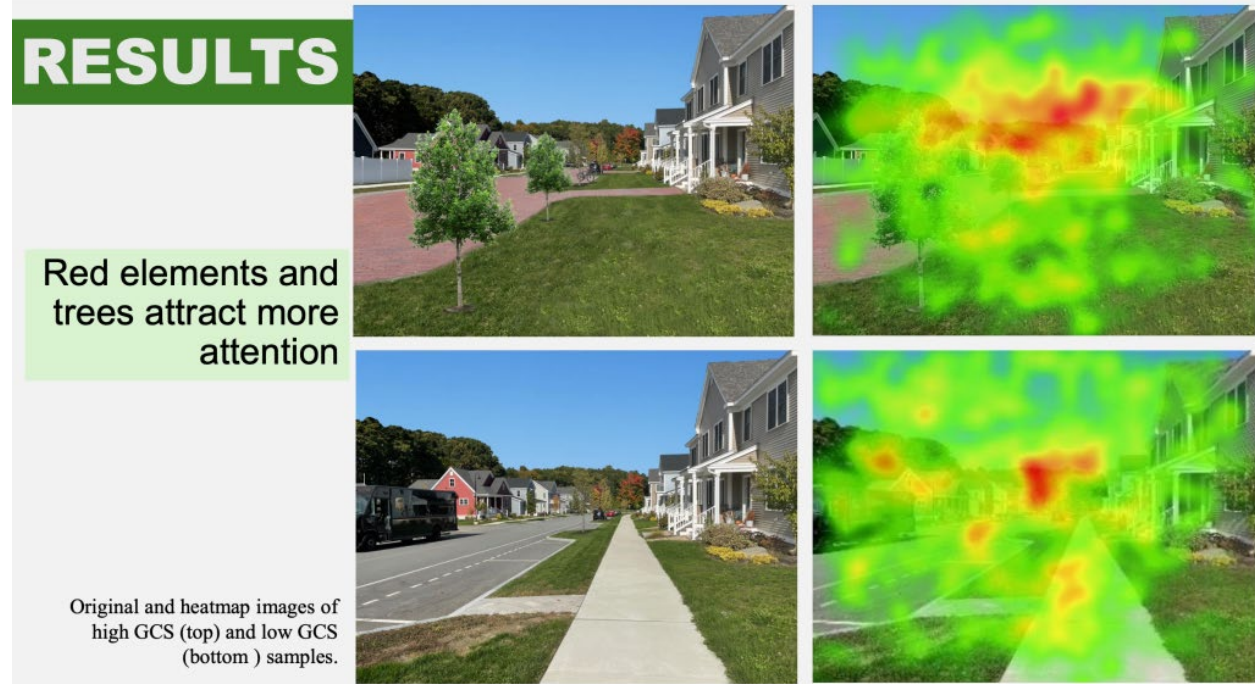 RESULTS
Red elements and
trees attract more
attention
Original and heatmap images of
high GCS (top) and low GCS
(bottom ) samples.